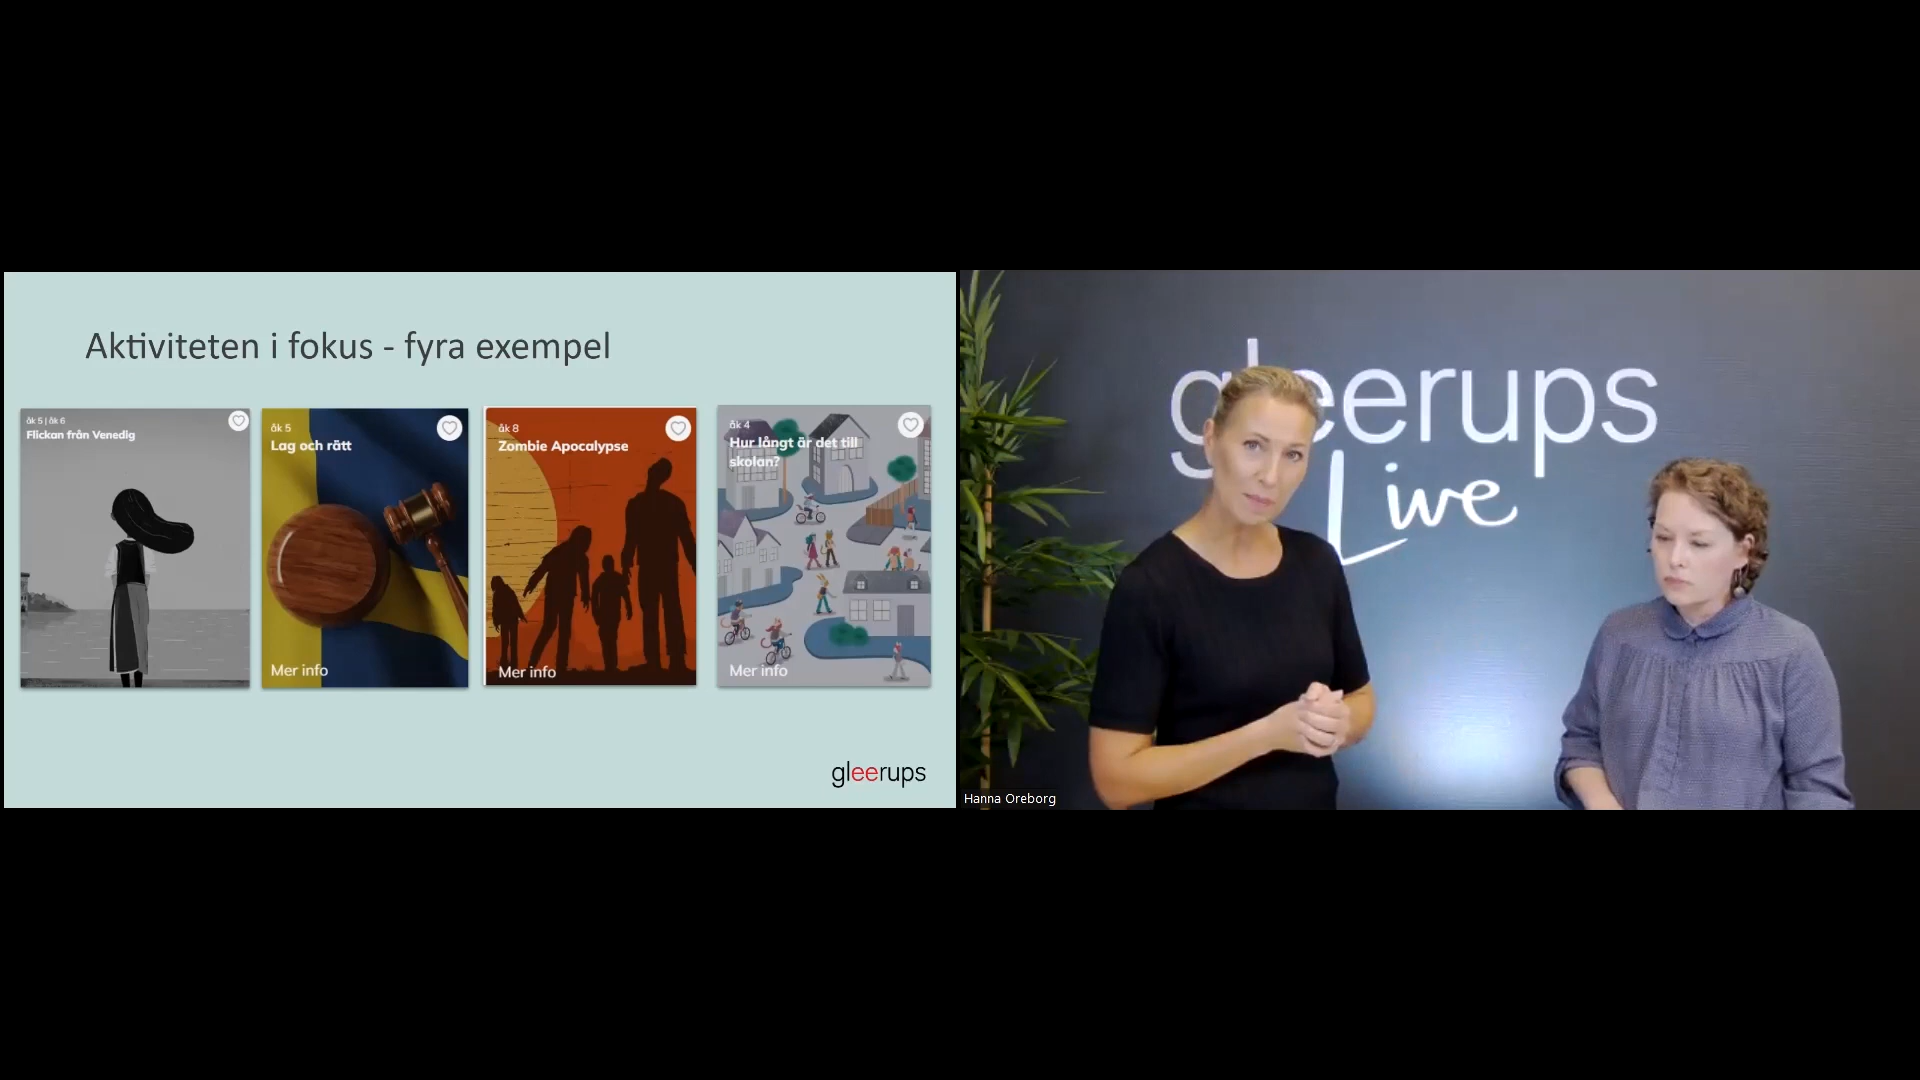 Aktiviteten i fokus - fyra exempel
åk 5 | åk 6
Flickan från Venedig
åk 5
Lag och rätt
Mer info
åk 8
Zombie Apocalypse
Mer info
åk 4
Hur långt är det till
skolan?
Mer info
gleerups
gleerups
Live
Hanna Oreborg